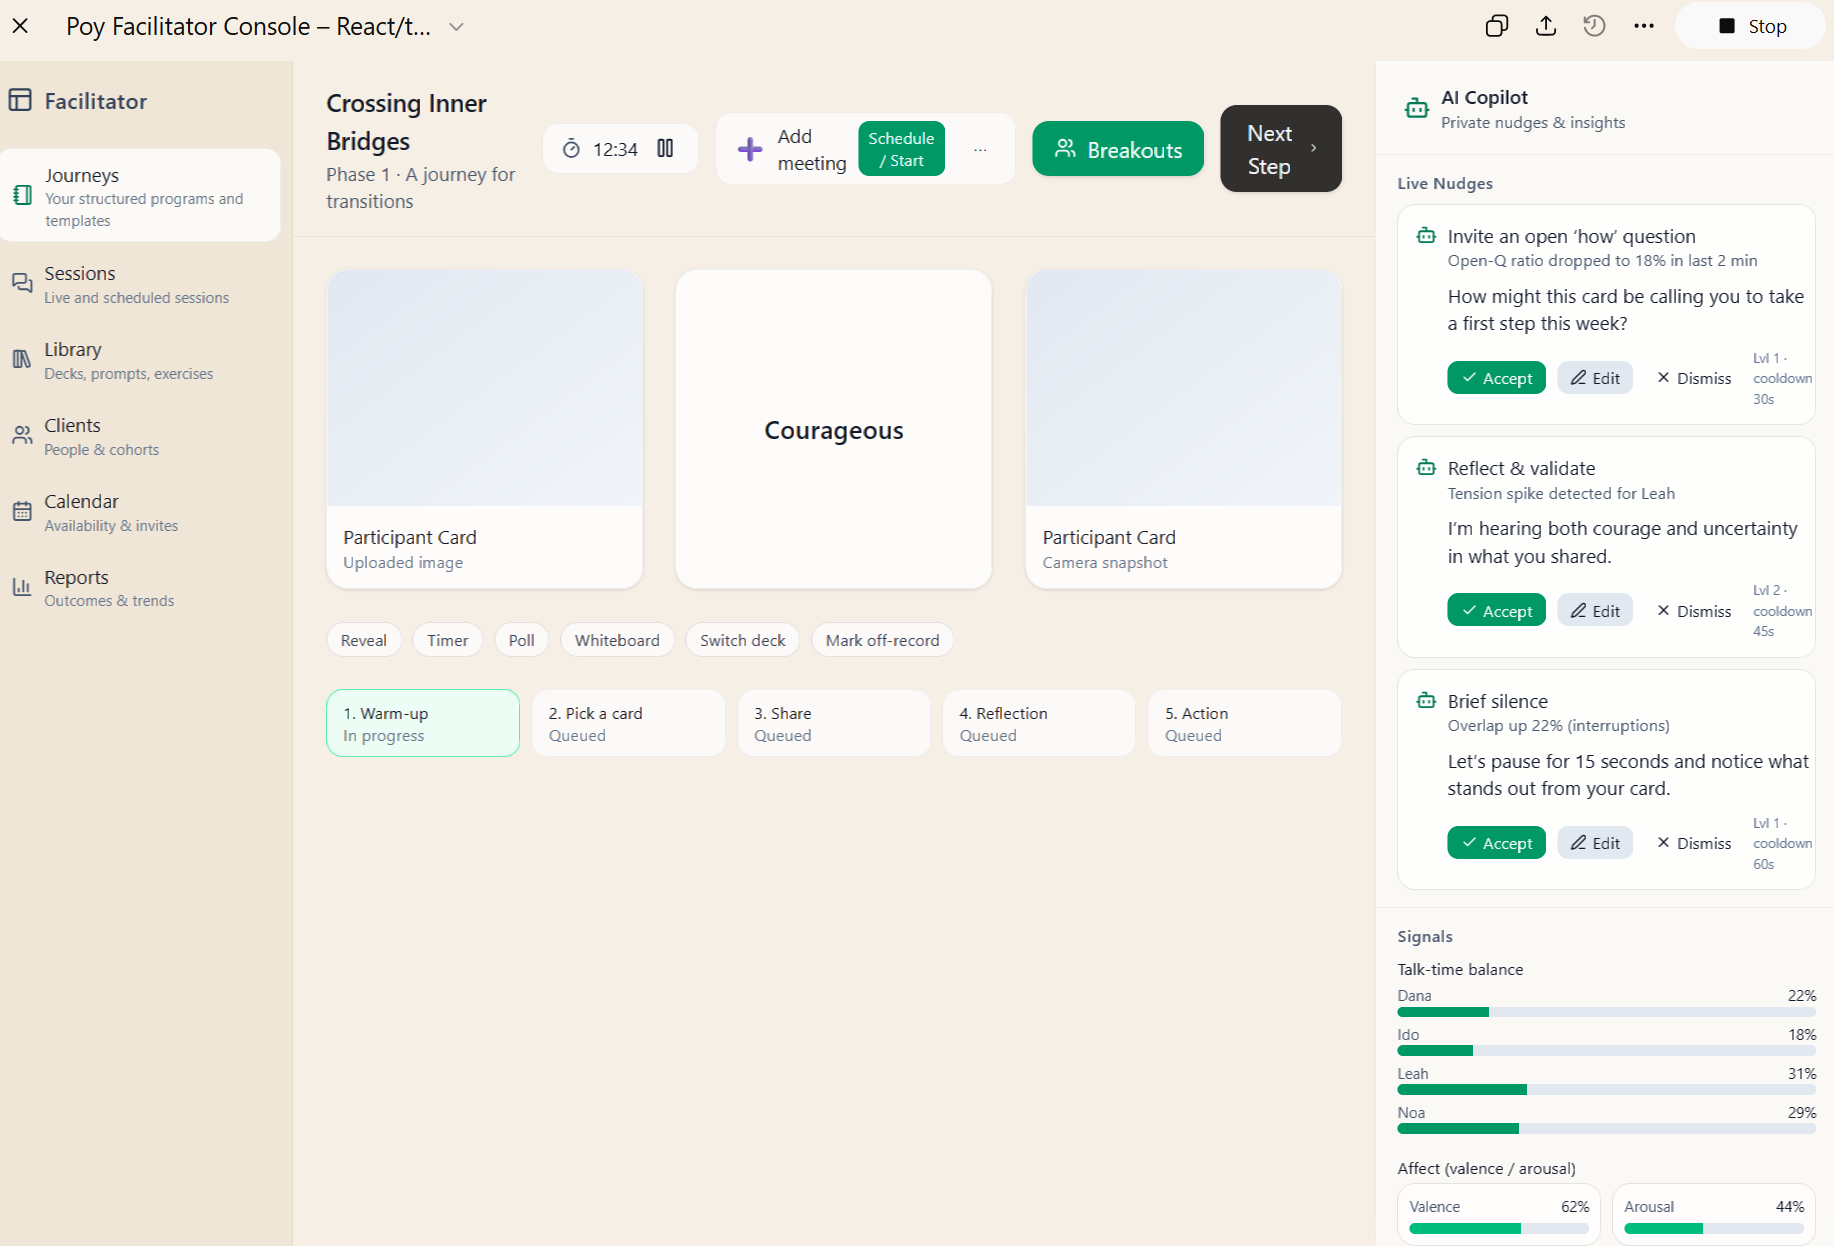 Poy Facilitator Console – React/t...
Stop
Facilitator
Journeys
Your structured programs and
templates
Sessions
Live and scheduled sessions
Library
Decks, prompts, exercises
Clients
People & cohorts
Calendar
Availability & invites
Reports
Outcomes & trends
Crossing Inner
Bridges
Phase 1 · A journey for
transitions
12:34
Add
meeting
Schedule
/ Start
...
Breakouts
Next
Step
Participant Card
Uploaded image
Courageous
Participant Card
Camera snapshot
Reveal
Timer
Poll
Whiteboard
Switch deck
Mark off-record
1. Warm-up
In progress
2. Pick a card
Queued
3. Share
Queued
4. Reflection
Queued
5. Action
Queued
AI Copilot
Private nudges & insights
Live Nudges
Invite an open ‘how’ question
Open-Q ratio dropped to 18% in last 2 min
How might this card be calling you to take
a first step this week?
Accept
Edit
Dismiss
Lvl 1 ·
cooldown
30s
Reflect & validate
Tension spike detected for Leah
I’m hearing both courage and uncertainty
in what you shared.
Accept
Edit
Dismiss
Lvl 2 ·
cooldown
45s
Brief silence
Overlap up 22% (interruptions)
Let’s pause for 15 seconds and notice what
stands out from your card.
Accept
Edit
Dismiss
Lvl 1 ·
cooldown
60s
Signals
Talk-time balance
Dana 22%
Ido 18%
Leah 31%
Noa 29%
Affect (valence / arousal)
Valence 62%
Arousal 44%